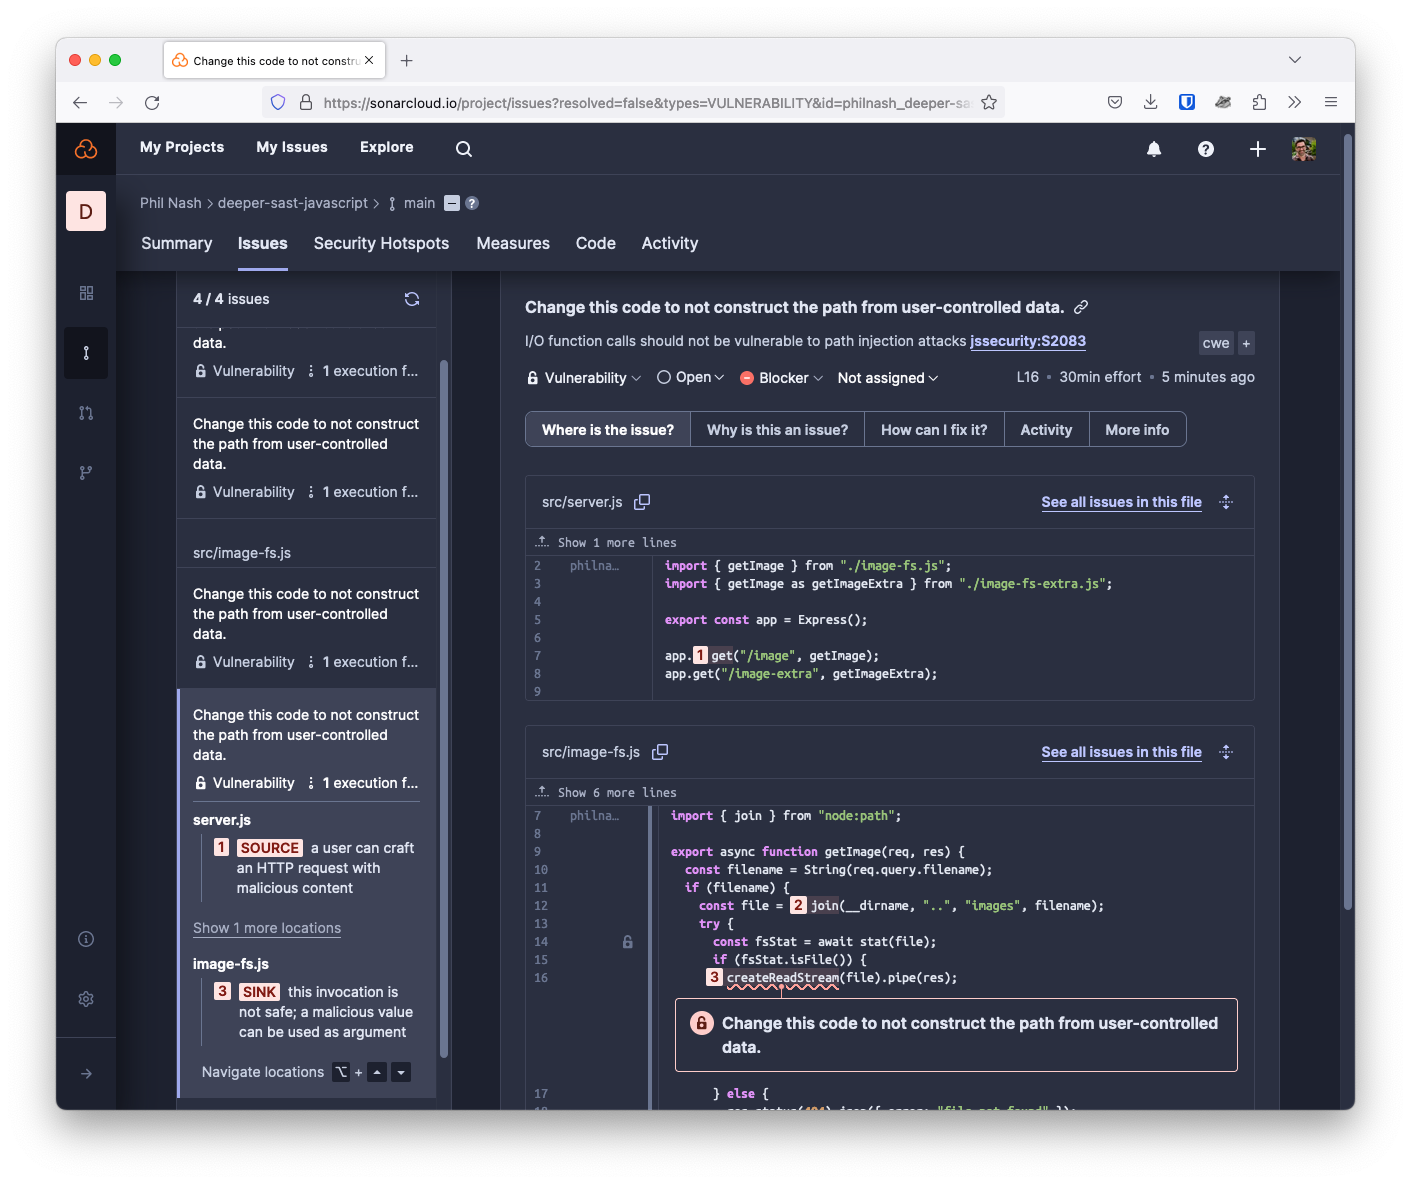 Change this code to not constru
https://sonarcloud.io/project/issues?resolved=false&types=VULNERABILITY&id=philnash_deeper-sas
My Projects
My Issues
Explore
D
Phil Nash > deeper-sast-javascript > main
Summary
Issues
Security Hotspots
Measures
Code
Activity
4 / 4 issues
data.
Vulnerability 1 execution f...
Change this code to not construct
the path from user-controlled
data.
Vulnerability 1 execution f...
src/image-fs.js
Change this code to not construct
the path from user-controlled
data.
Vulnerability 1 execution f...
Change this code to not construct
the path from user-controlled
data.
Vulnerability 1 execution f...
server.js
1 SOURCE a user can craft
an HTTP request with
malicious content
Show 1 more locations
image-fs.js
3 SINK this invocation is
not safe; a malicious value
can be used as argument
Navigate locations ⌥ +
Change this code to not construct the path from user-controlled data.
I/O function calls should not be vulnerable to path injection attacks jssecurity:S2083
cwe +
Vulnerability Open Blocker Not assigned
L16 • 30min effort • 5 minutes ago
Where is the issue?
Why is this an issue?
How can I fix it?
Activity
More info
src/server.js
See all issues in this file
Show 1 more lines
2 philna… import { getImage } from "./image-fs.js";
3 import { getImage as getImageExtra } from "./image-fs-extra.js";
4
5 export const app = Express();
6
7 app.1 get("/image", getImage);
8 app.get("/image-extra", getImageExtra);
9
src/image-fs.js
See all issues in this file
Show 6 more lines
7 philna… import { join } from "node:path";
8
9 export async function getImage(req, res) {
10 const filename = String(req.query.filename);
11 if (filename) {
12 const file = 2 join(__dirname, "..", "images", filename);
13 try {
14 const fsStat = await stat(file);
15 if (fsStat.isFile()) {
16 3 createReadStream(file).pipe(res);
Change this code to not construct the path from user-controlled
data.
17 } else {